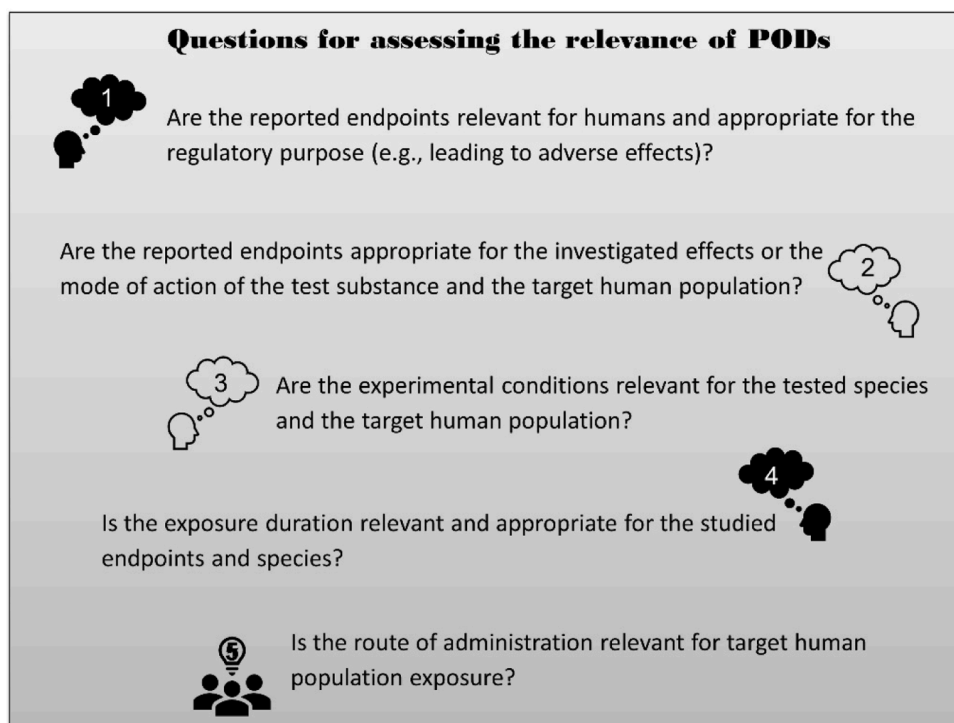 Questions for assessing the relevance of PODs
1
Are the reported endpoints relevant for humans and appropriate for the
regulatory purpose (e.g., leading to adverse effects)?
Are the reported endpoints appropriate for the investigated effects or the
mode of action of the test substance and the target human population?
2
3
Are the experimental conditions relevant for the tested species
and the target human population?
4
Is the exposure duration relevant and appropriate for the studied
endpoints and species?
5
Is the route of administration relevant for target human
population exposure?